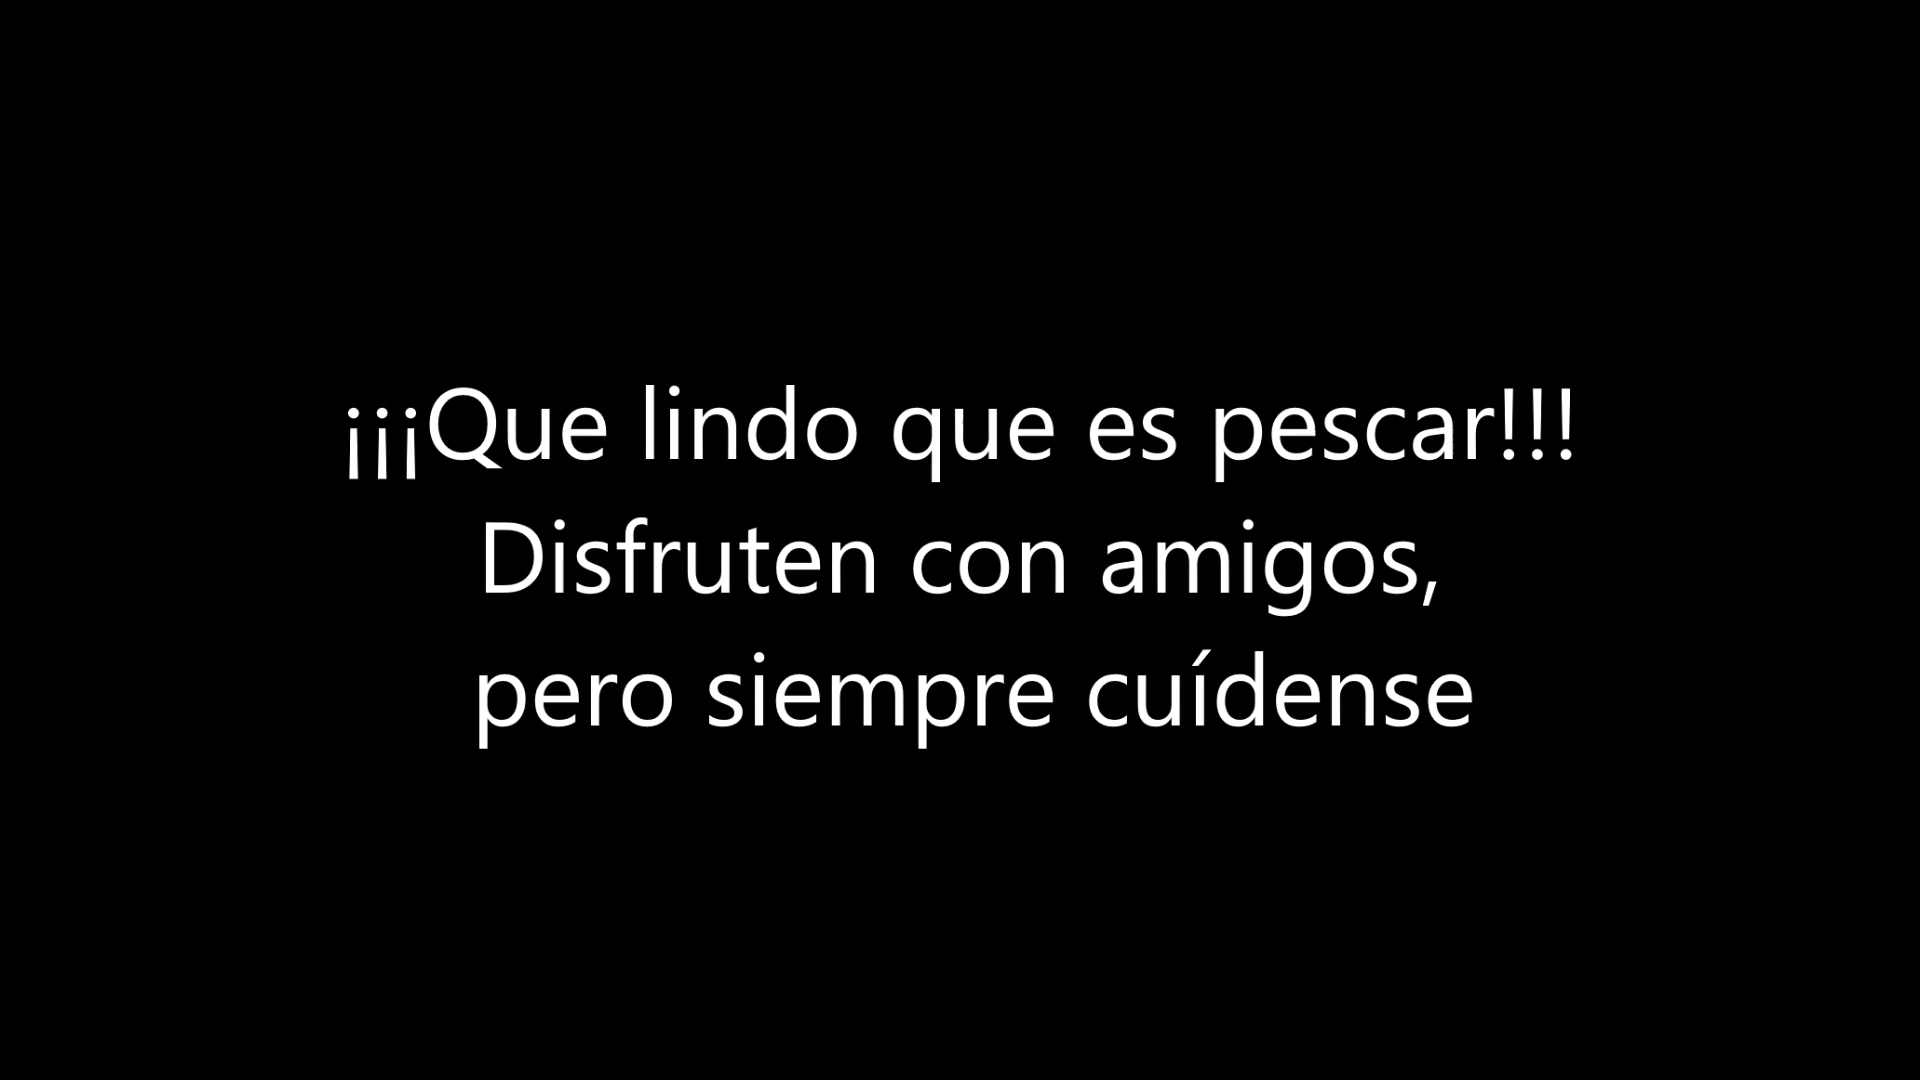 ¡¡¡Que lindo que es pescar!!!
Disfruten con amigos,
pero siempre cuídense